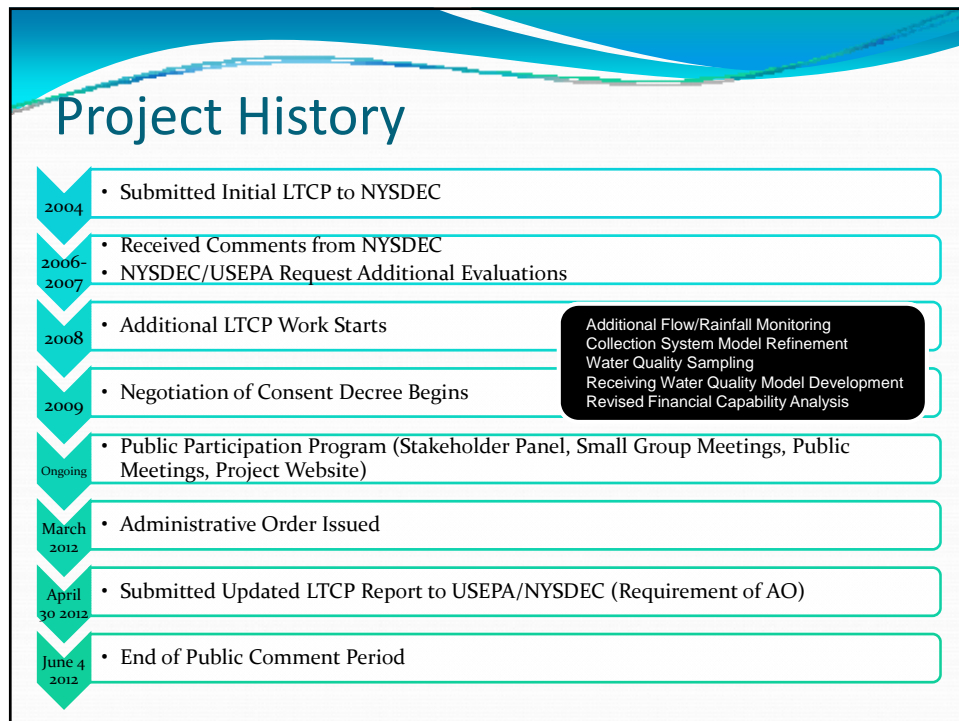 Project History
2004
• Submitted Initial LTCP to NYSDEC
2006-
2007
• Received Comments from NYSDEC
• NYSDEC/USEPA Request Additional Evaluations
2008
• Additional LTCP Work Starts
Additional Flow/Rainfall Monitoring
Collection System Model Refinement
Water Quality Sampling
Receiving Water Quality Model Development
Revised Financial Capability Analysis
2009
• Negotiation of Consent Decree Begins
Ongoing
• Public Participation Program (Stakeholder Panel, Small Group Meetings, Public
Meetings, Project Website)
March
2012
• Administrative Order Issued
April
30 2012
• Submitted Updated LTCP Report to USEPA/NYSDEC (Requirement of AO)
June 4
2012
• End of Public Comment Period